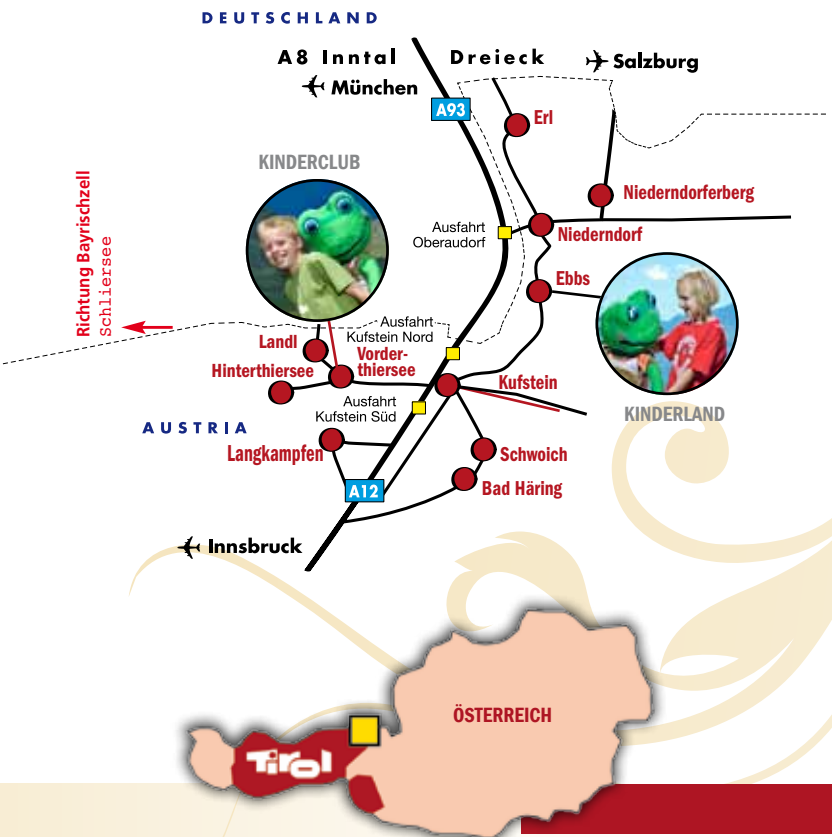 DEUTSCHLAND
A8 Inntal Dreieck
München
Salzburg
A93
Erl
KINDERCLUB
Richtung Bayrischzell
Schliersee
Niederndorferberg
Ausfahrt
Oberaudorf
Niederndorf
Ebbs
Ausfahrt
Kufstein Nord
Landl
Vorder-
thiersee
Hinterthiersee
Kufstein
Ausfahrt
Kufstein Süd
KINDERLAND
AUSTRIA
Langkampfen
Schwoich
A12
Bad Häring
Innsbruck
ÖSTERREICH
Tirol